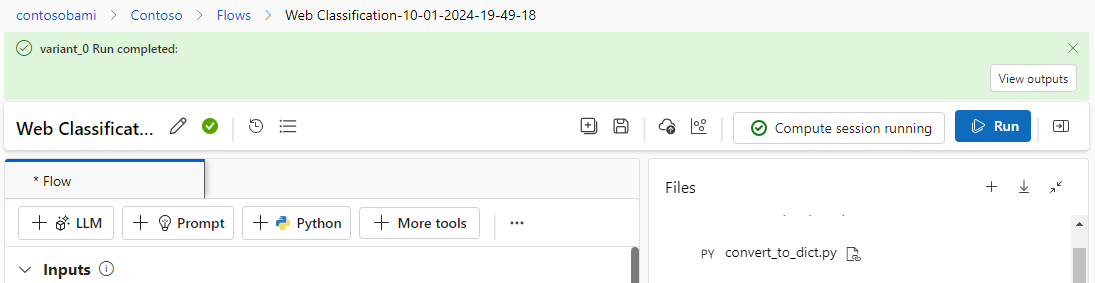 contosobami > Contoso > Flows > Web Classification-10-01-2024-19-49-18
variant_0 Run completed:
View outputs
Web Classificat...
Compute session running
Run
* Flow
Files
+ LLM + Prompt + Python + More tools ...
PY convert_to_dict.py
Inputs